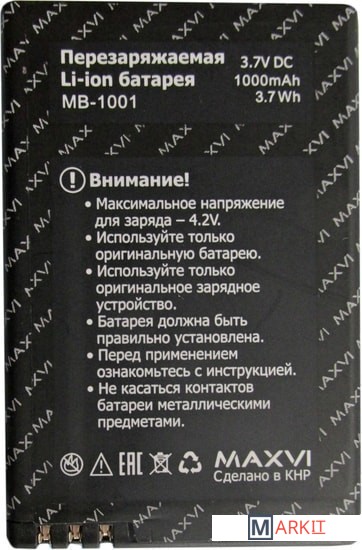 Перезаряжаемая
Li-ion батарея
MB-1001
3.7V DC
1000mAh
3.7Wh
Внимание!
• Максимальное напряжение
для заряда – 4.2V.
• Используйте только
оригинальную батарею.
• Используйте только
оригинальное зарядное
устройство.
• Батарея должна быть
правильно установлена.
• Перед применением
ознакомьтесь с инструкцией.
• Не касаться контактов
батареи металлическими
предметами.
EAC
MAXVI
Сделано в КНР
MARKIT